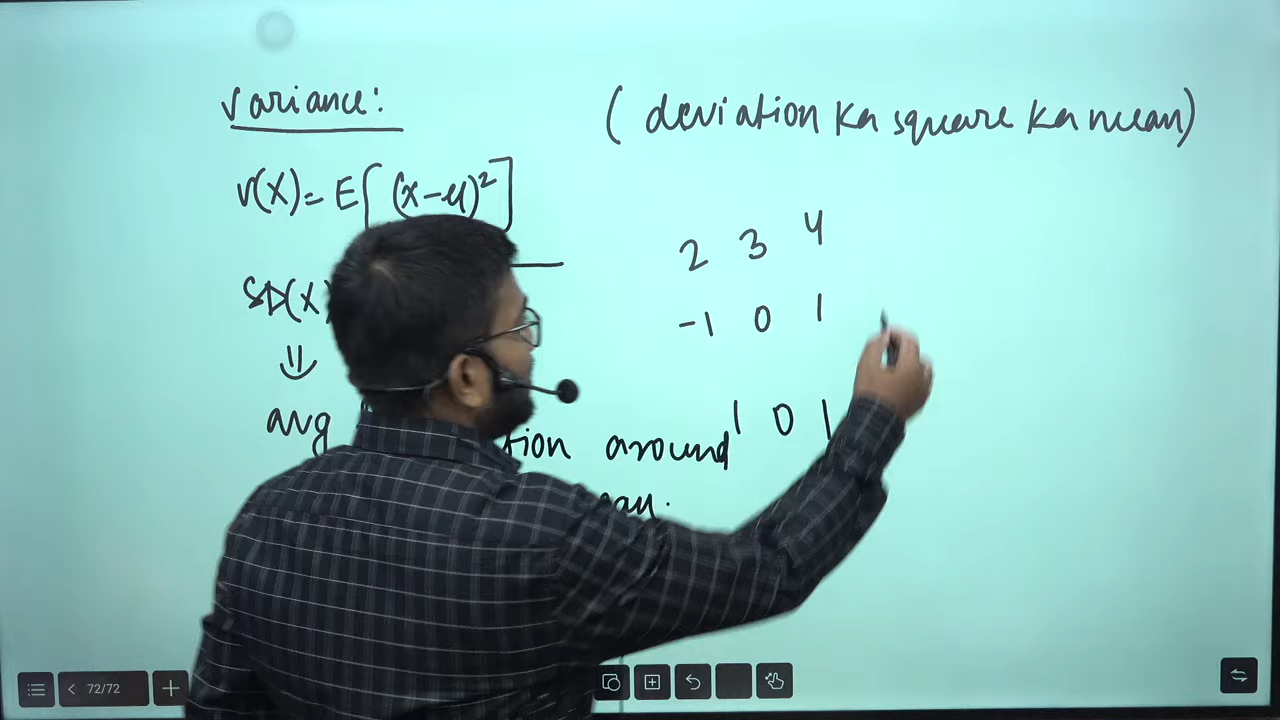 variance:
(deviation ka square ka mean)
V(X) = E[(x-μ)²]
2 3 4
SD(X)
-1 0 1
avg
tion around
1 0 1
72/72